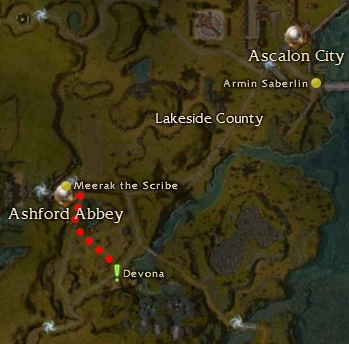 Ascalon City
Armin Saberlin
Lakeside County
Meerak the Scribe
Ashford Abbey
Devona